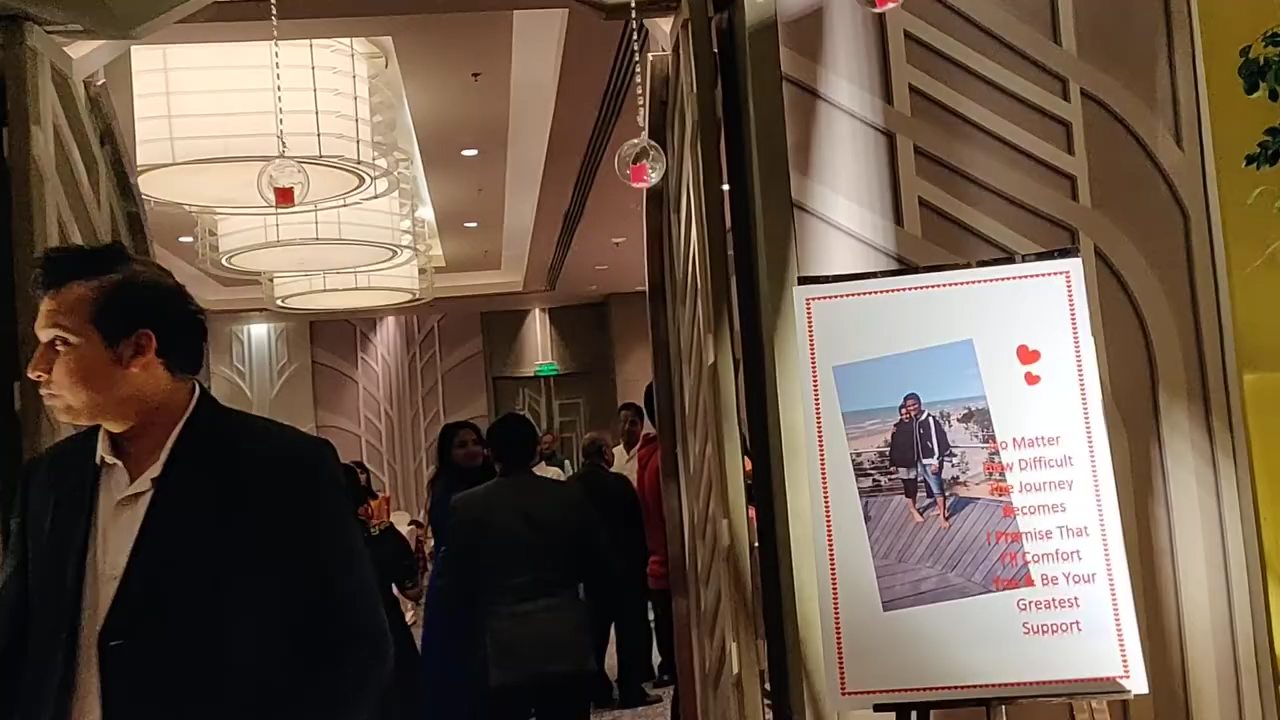 No Matter
How Difficult
The Journey
Becomes
I Promise That
I'll Comfort
You & Be Your
Greatest
Support